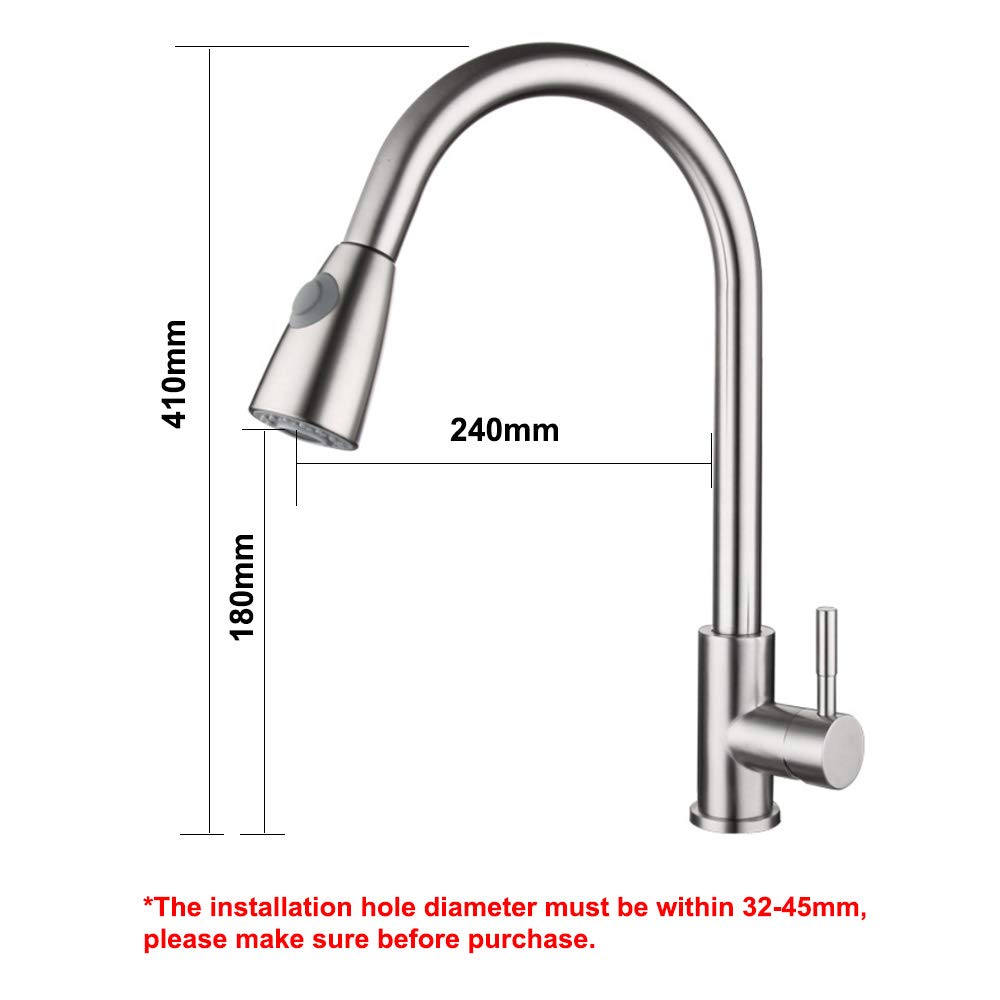 410mm
240mm
180mm
*The installation hole diameter must be within 32-45mm,
please make sure before purchase.